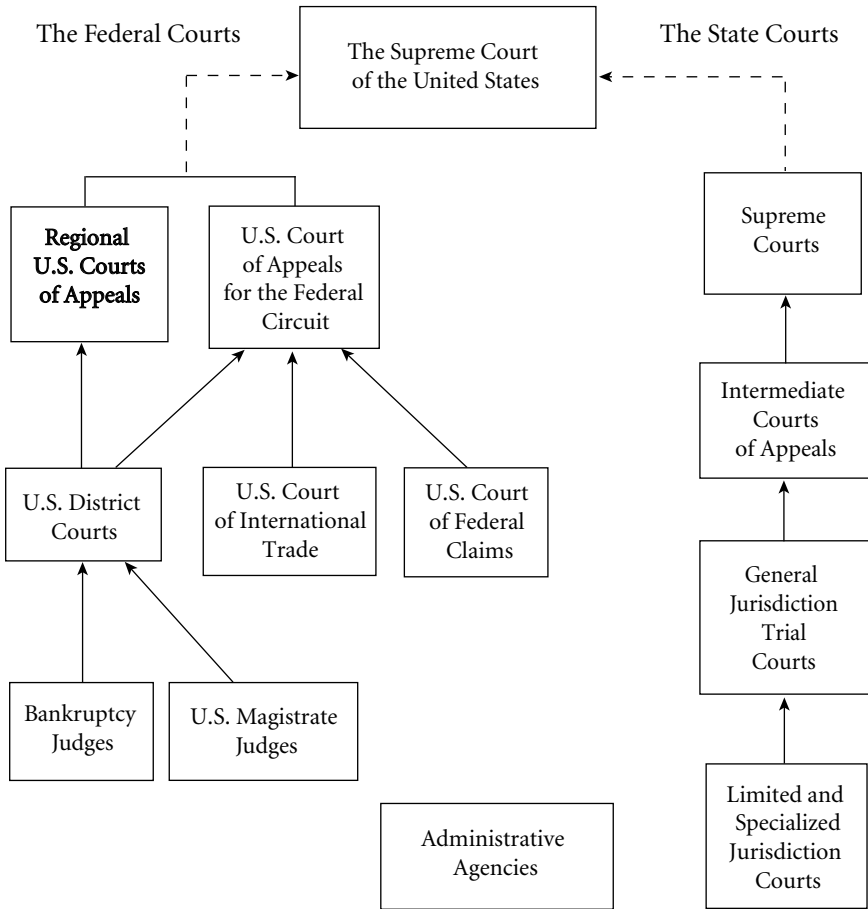 The Federal Courts
The Supreme Court
of the United States
The State Courts
Regional
U.S. Courts
of Appeals
U.S. Court
of Appeals
for the Federal
Circuit
Supreme
Courts
Intermediate
Courts
of Appeals
U.S. District
Courts
U.S. Court
of International
Trade
U.S. Court
of Federal
Claims
General
Jurisdiction
Trial
Courts
Bankruptcy
Judges
U.S. Magistrate
Judges
Administrative
Agencies
Limited and
Specialized
Jurisdiction
Courts